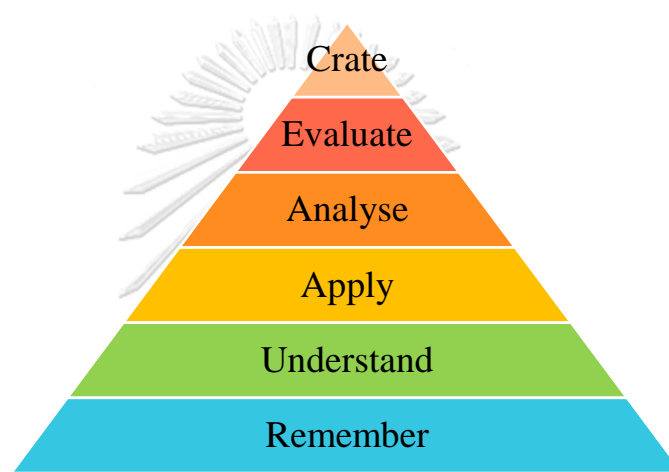 Crate
Evaluate
Analyse
Apply
Understand
Remember